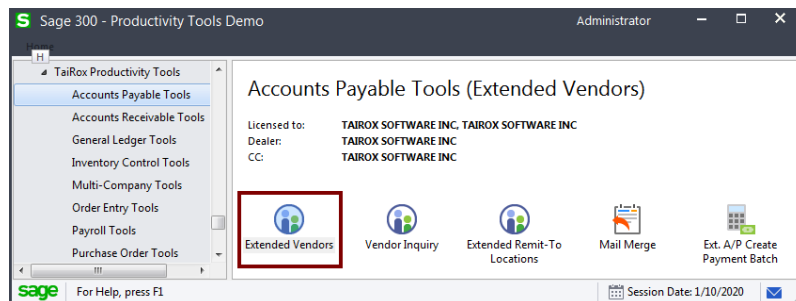 S Sage 300 - Productivity Tools Demo
Administrator
Home
H
TaiRox Productivity Tools
Accounts Payable Tools
Accounts Receivable Tools
General Ledger Tools
Inventory Control Tools
Multi-Company Tools
Order Entry Tools
Payroll Tools
Purchase Order Tools
Accounts Payable Tools (Extended Vendors)
Licensed to: TAIROX SOFTWARE INC, TAIROX SOFTWARE INC
Dealer: TAIROX SOFTWARE INC
CC: TAIROX SOFTWARE INC
Extended Vendors
Vendor Inquiry
Extended Remit-To
Locations
Mail Merge
Ext. A/P Create
Payment Batch
sage For Help, press F1
Session Date: 1/10/2020